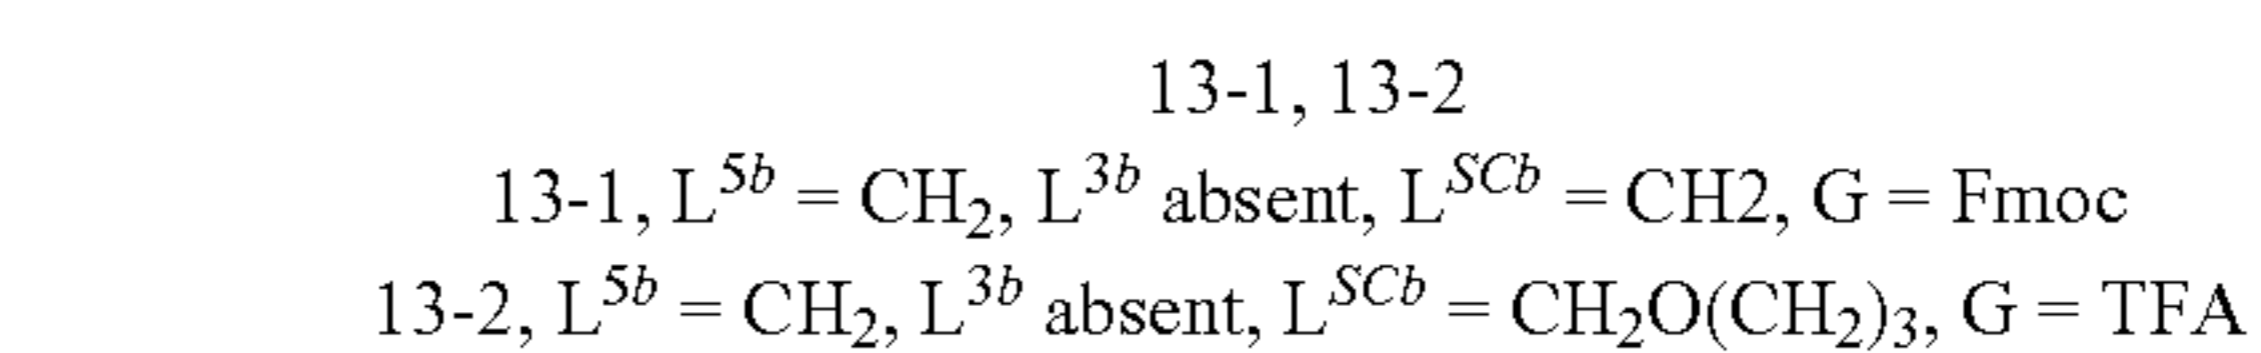 13-1, 13-2
13-1, L⁵ᵇ = CH₂, L³ᵇ absent, Lˢᶜᵇ = CH2, G = Fmoc
13-2, L⁵ᵇ = CH₂, L³ᵇ absent, Lˢᶜᵇ = CH₂O(CH₂)₃, G = TFA